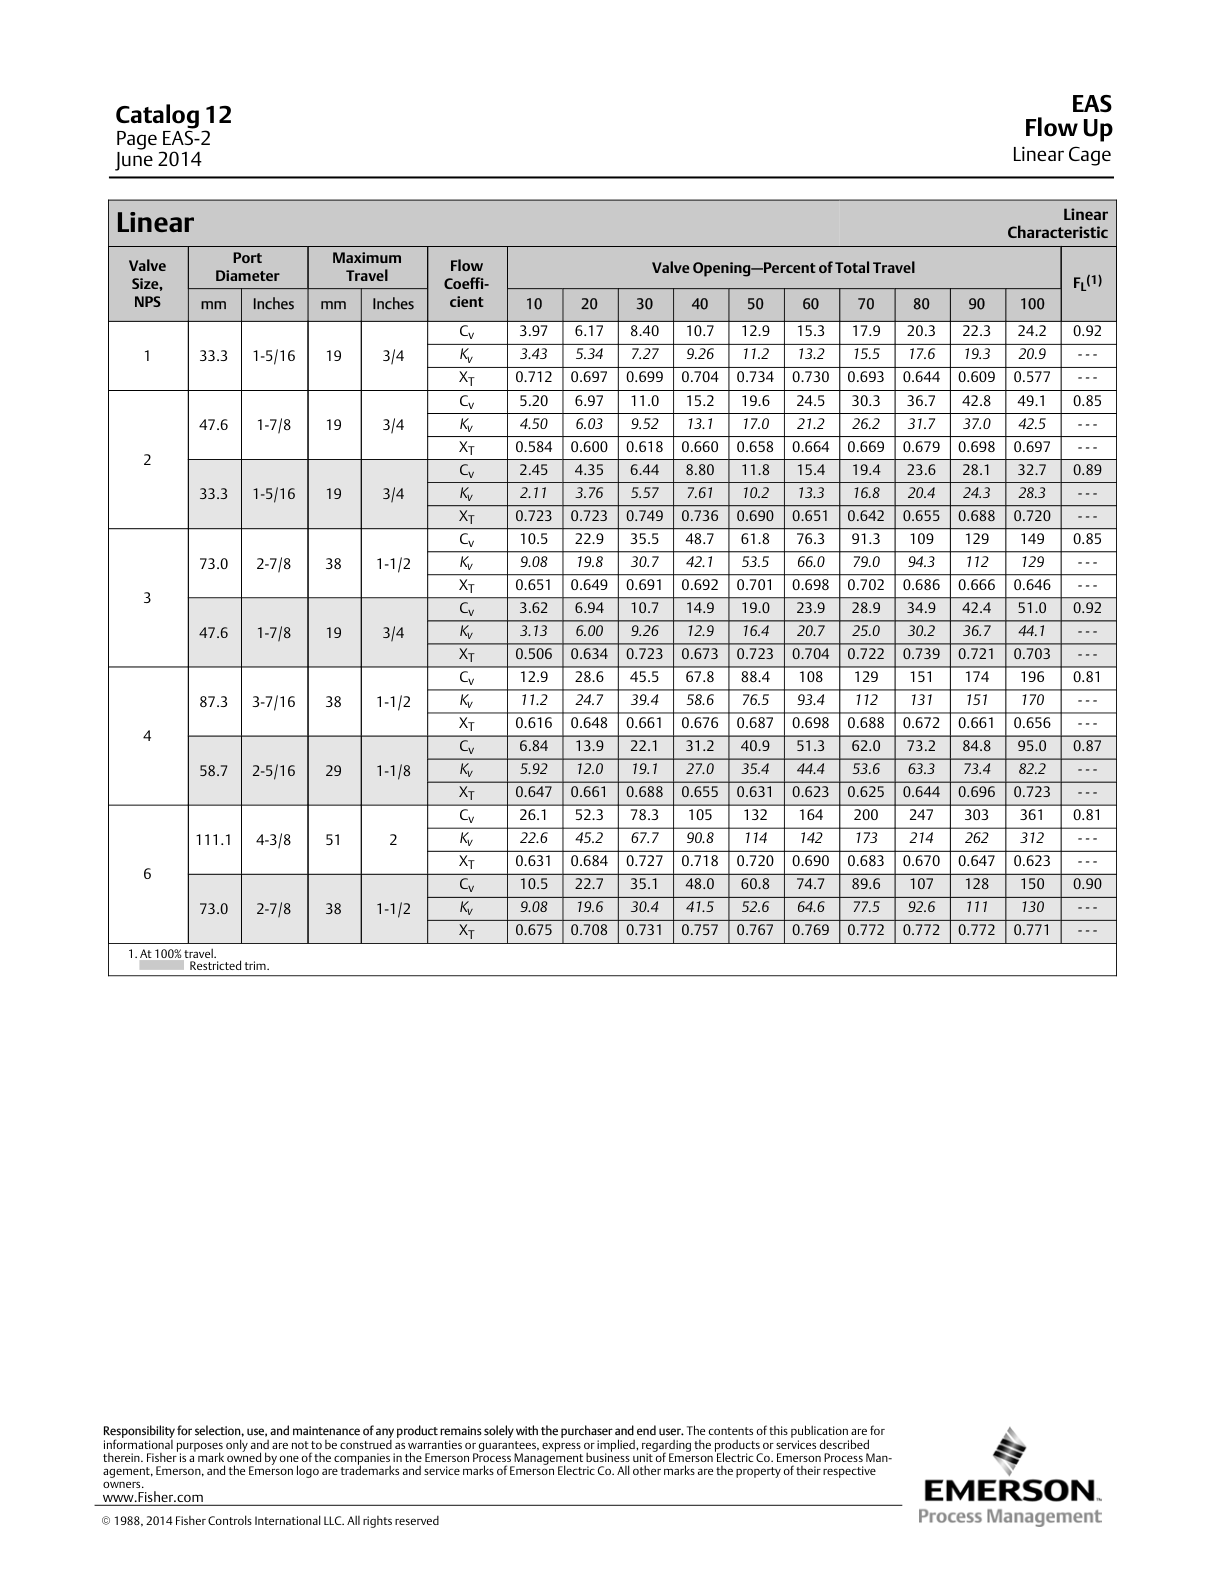 Catalog 12
Page EAS-2
June 2014
EAS
Flow Up
Linear Cage
Linear
Linear
Characteristic
Valve Size, NPS Port Diameter Maximum Travel Flow Coeffi-cient Valve Opening—Percent of Total Travel FL(1)
mm Inches mm Inches 10 20 30 40 50 60 70 80 90 100
1 33.3 1-5/16 19 3/4 Cv 3.97 6.17 8.40 10.7 12.9 15.3 17.9 20.3 22.3 24.2 0.92
Kv 3.43 5.34 7.27 9.26 11.2 13.2 15.5 17.6 19.3 20.9 - - -
XT 0.712 0.697 0.699 0.704 0.734 0.730 0.693 0.644 0.609 0.577 - - -
2 47.6 1-7/8 19 3/4 Cv 5.20 6.97 11.0 15.2 19.6 24.5 30.3 36.7 42.8 49.1 0.85
Kv 4.50 6.03 9.52 13.1 17.0 21.2 26.2 31.7 37.0 42.5 - - -
XT 0.584 0.600 0.618 0.660 0.658 0.664 0.669 0.679 0.698 0.697 - - -
33.3 1-5/16 19 3/4 Cv 2.45 4.35 6.44 8.80 11.8 15.4 19.4 23.6 28.1 32.7 0.89
Kv 2.11 3.76 5.57 7.61 10.2 13.3 16.8 20.4 24.3 28.3 - - -
XT 0.723 0.723 0.749 0.736 0.690 0.651 0.642 0.655 0.688 0.720 - - -
3 73.0 2-7/8 38 1-1/2 Cv 10.5 22.9 35.5 48.7 61.8 76.3 91.3 109 129 149 0.85
Kv 9.08 19.8 30.7 42.1 53.5 66.0 79.0 94.3 112 129 - - -
XT 0.651 0.649 0.691 0.692 0.701 0.698 0.702 0.686 0.666 0.646 - - -
47.6 1-7/8 19 3/4 Cv 3.62 6.94 10.7 14.9 19.0 23.9 28.9 34.9 42.4 51.0 0.92
Kv 3.13 6.00 9.26 12.9 16.4 20.7 25.0 30.2 36.7 44.1 - - -
XT 0.506 0.634 0.723 0.673 0.723 0.704 0.722 0.739 0.721 0.703 - - -
4 87.3 3-7/16 38 1-1/2 Cv 12.9 28.6 45.5 67.8 88.4 108 129 151 174 196 0.81
Kv 11.2 24.7 39.4 58.6 76.5 93.4 112 131 151 170 - - -
XT 0.616 0.648 0.661 0.676 0.687 0.698 0.688 0.672 0.661 0.656 - - -
58.7 2-5/16 29 1-1/8 Cv 6.84 13.9 22.1 31.2 40.9 51.3 62.0 73.2 84.8 95.0 0.87
Kv 5.92 12.0 19.1 27.0 35.4 44.4 53.6 63.3 73.4 82.2 - - -
XT 0.647 0.661 0.688 0.655 0.631 0.623 0.625 0.644 0.696 0.723 - - -
6 111.1 4-3/8 51 2 Cv 26.1 52.3 78.3 105 132 164 200 247 303 361 0.81
Kv 22.6 45.2 67.7 90.8 114 142 173 214 262 312 - - -
XT 0.631 0.684 0.727 0.718 0.720 0.690 0.683 0.670 0.647 0.623 - - -
73.0 2-7/8 38 1-1/2 Cv 10.5 22.7 35.1 48.0 60.8 74.7 89.6 107 128 150 0.90
Kv 9.08 19.6 30.4 41.5 52.6 64.6 77.5 92.6 111 130 - - -
XT 0.675 0.708 0.731 0.757 0.767 0.769 0.772 0.772 0.772 0.771 - - -
1. At 100% travel.
Restricted trim.
Responsibility for selection, use, and maintenance of any product remains solely with the purchaser and end user. The contents of this publication are for
informational purposes only and are not to be construed as warranties or guarantees, express or implied, regarding the products or services described
therein. Fisher is a mark owned by one of the companies in the Emerson Process Management business unit of Emerson Electric Co. Emerson Process Man-
agement, Emerson, and the Emerson logo are trademarks and service marks of Emerson Electric Co. All other marks are the property of their respective
owners.
www.Fisher.com
© 1988, 2014 Fisher Controls International LLC. All rights reserved
EMERSON™
Process Management